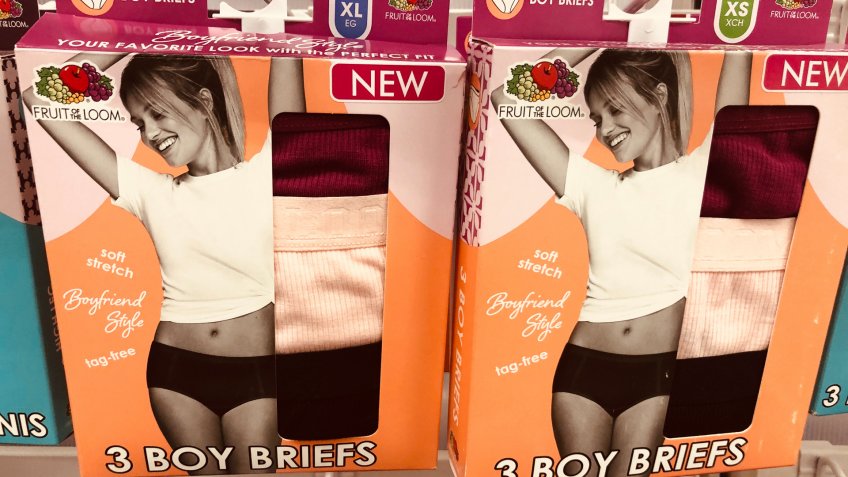 BOY BRIEFS
XL
EG
FRUIT OF THE LOOM
Boyfriend Style
YOUR FAVORITE LOOK with the PERFECT FIT
NEW
FRUIT OF THE LOOM
soft
stretch
Boyfriend
Style
tag-free
3 BOY BRIEFS
BOY BRIEFS
XS
XCH
FRUIT OF THE LOOM
NEW
FRUIT OF THE LOOM
soft
stretch
Boyfriend
Style
tag-free
3 BOY BRIEFS
3 BOY BRIEFS
NIS
3